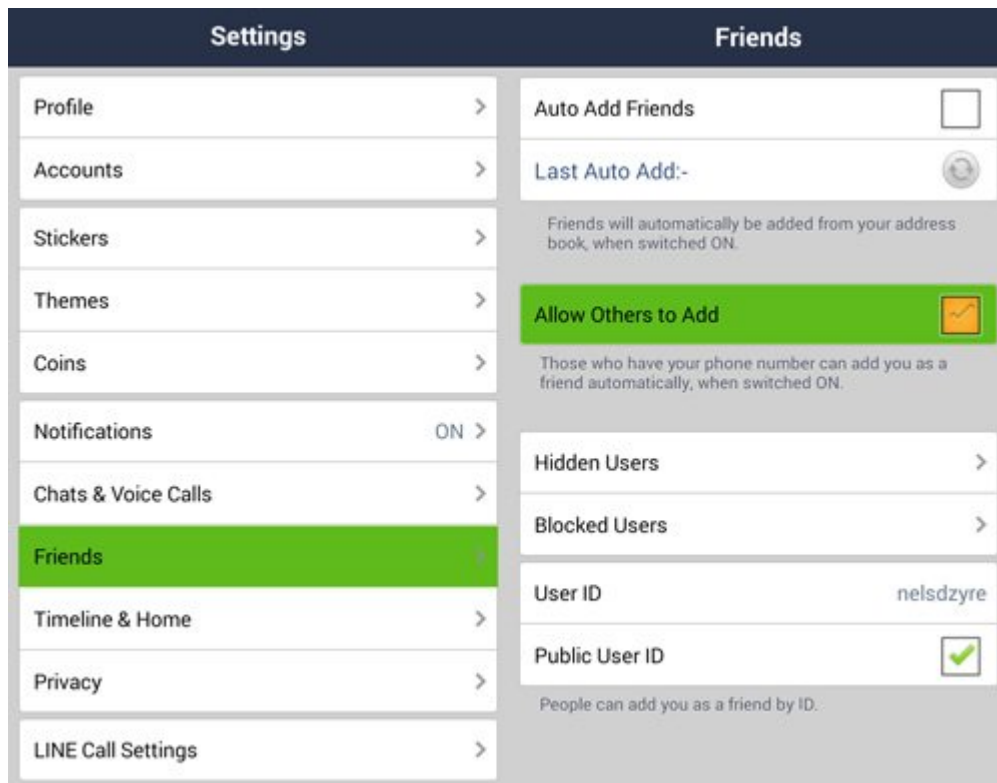 Settings
Profile
Accounts
Stickers
Themes
Coins
Notifications ON
Chats & Voice Calls
Friends
Timeline & Home
Privacy
LINE Call Settings
Friends
Auto Add Friends
Last Auto Add:-
Friends will automatically be added from your address
book, when switched ON.
Allow Others to Add
Those who have your phone number can add you as a
friend automatically, when switched ON.
Hidden Users
Blocked Users
User ID nelsdzyre
Public User ID
People can add you as a friend by ID.